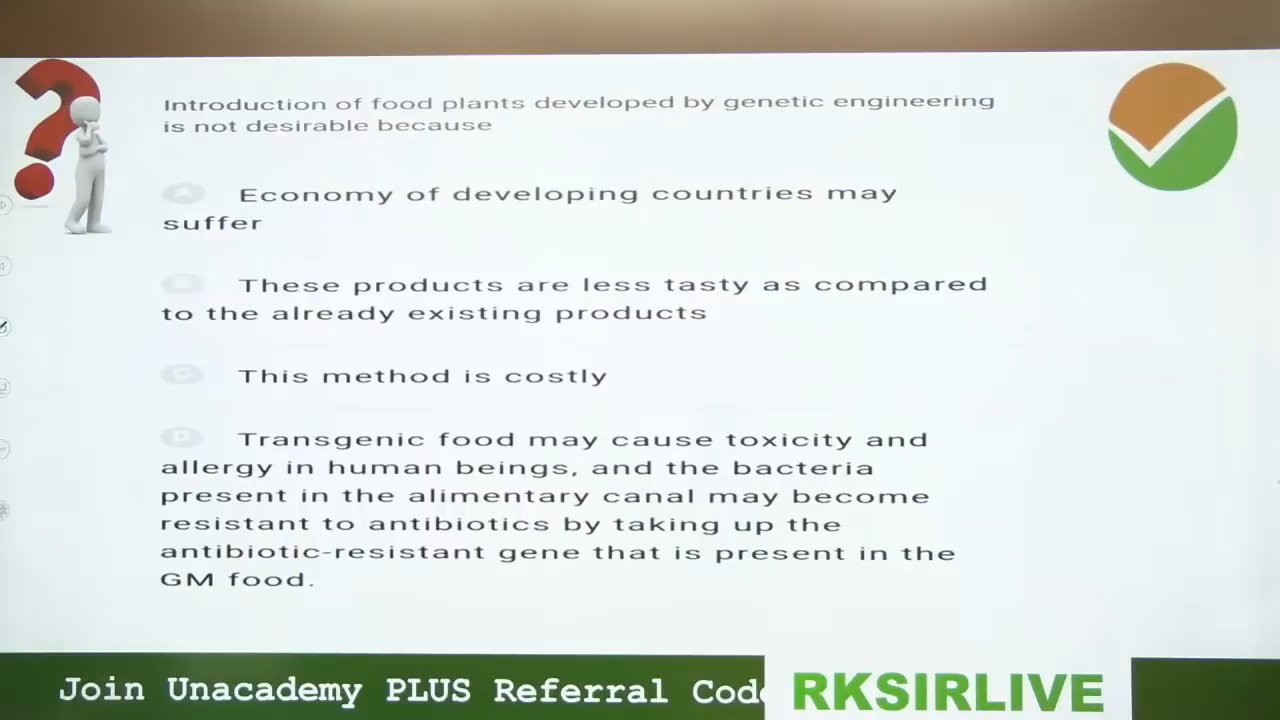 Introduction of food plants developed by genetic engineering
is not desirable because
A Economy of developing countries may
suffer
These products are less tasty as compared
to the already existing products
C This method is costly
D Transgenic food may cause toxicity and
allergy in human beings, and the bacteria
present in the alimentary canal may become
resistant to antibiotics by taking up the
antibiotic-resistant gene that is present in the
GM food.
Join Unacademy PLUS Referral Code
RKSIRLIVE